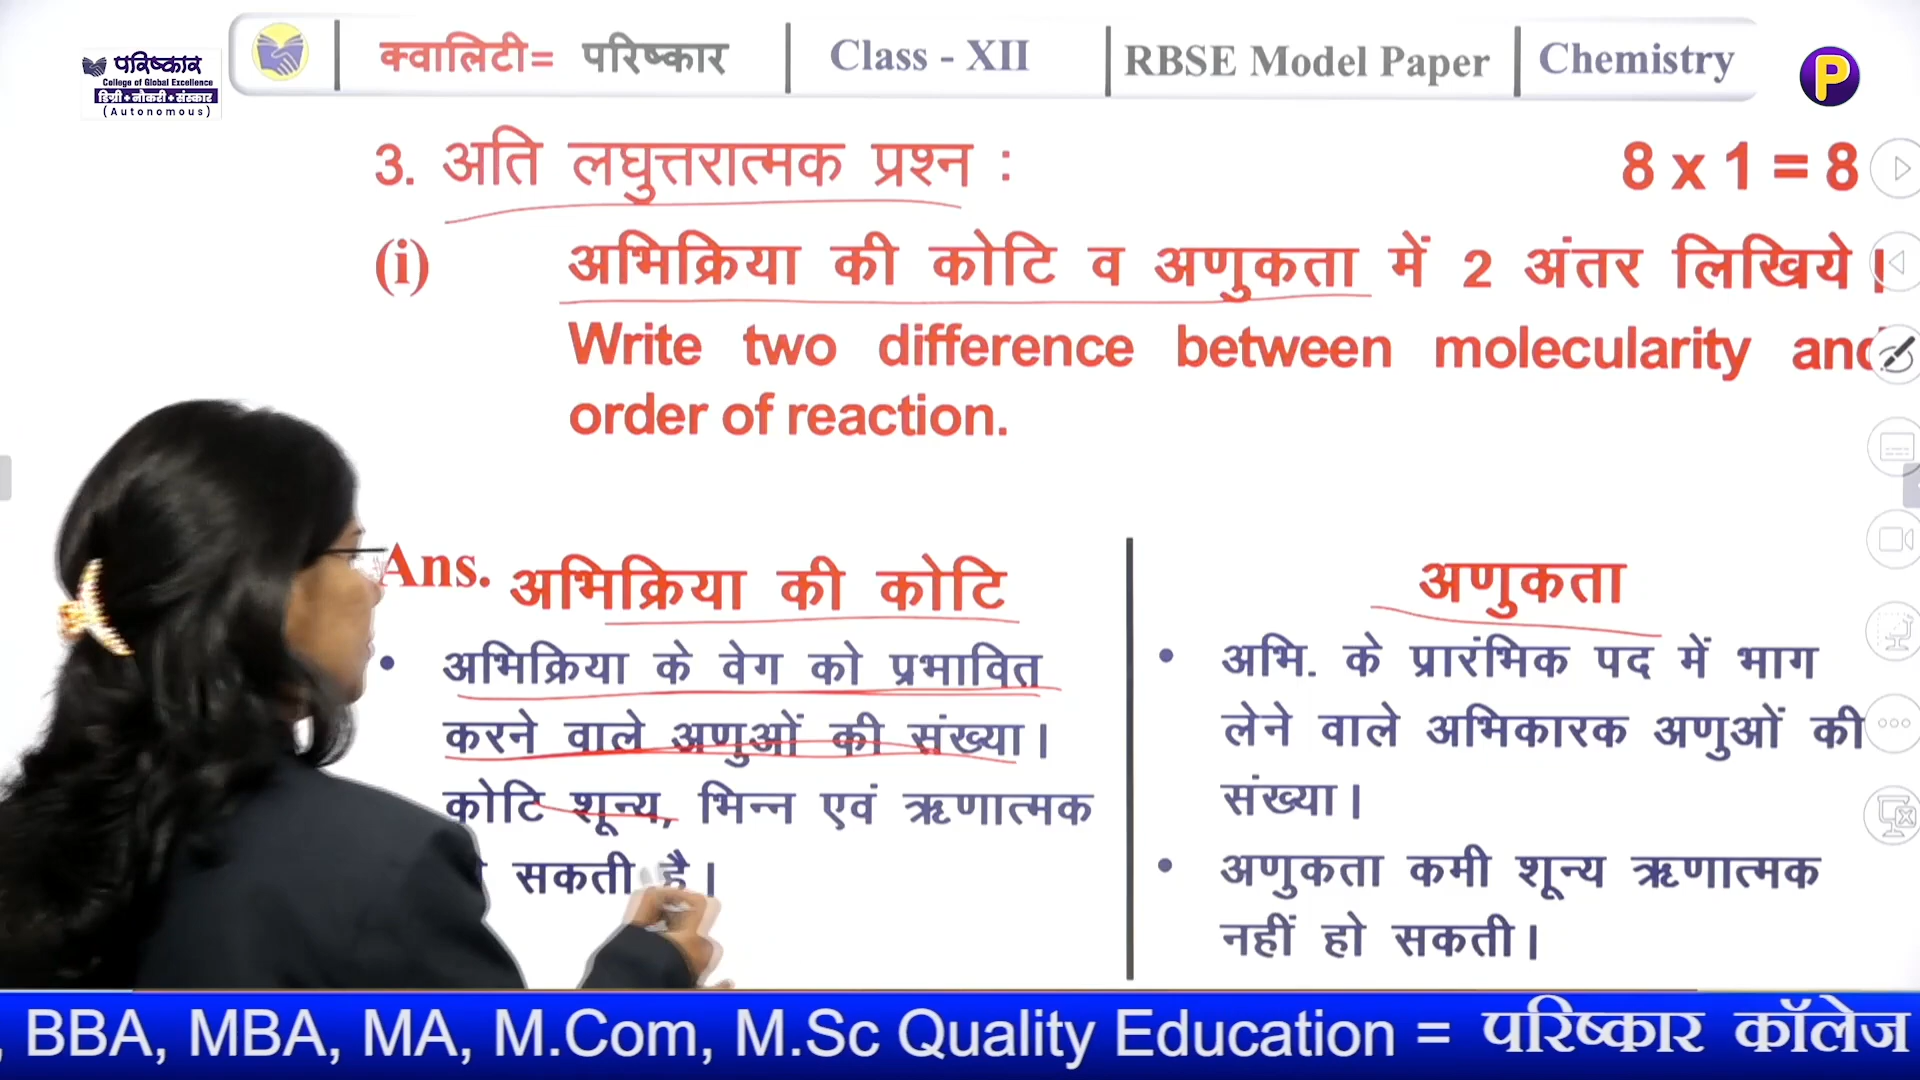 परिष्कार
College of Global Excellence
डिग्री + नौकरी + संस्कार
(Autonomous)
क्वालिटी= परिष्कार
Class - XII
RBSE Model Paper
Chemistry
P
3. अति लघुत्तरात्मक प्रश्न :
8 x 1 = 8
(i) अभिक्रिया की कोटि व अणुकता में 2 अंतर लिखिये।
Write two difference between molecularity and
order of reaction.
Ans. अभिक्रिया की कोटि
• अभिक्रिया के वेग को प्रभावित
करने वाले अणुओं की संख्या।
कोटि शून्य, भिन्न एवं ऋणात्मक
सकती है।
अणुकता
• अभि. के प्रारंभिक पद में भाग
लेने वाले अभिकारक अणुओं की
संख्या।
• अणुकता कमी शून्य ऋणात्मक
नहीं हो सकती।
, BBA, MBA, MA, M.Com, M.Sc Quality Education = परिष्कार कॉलेज